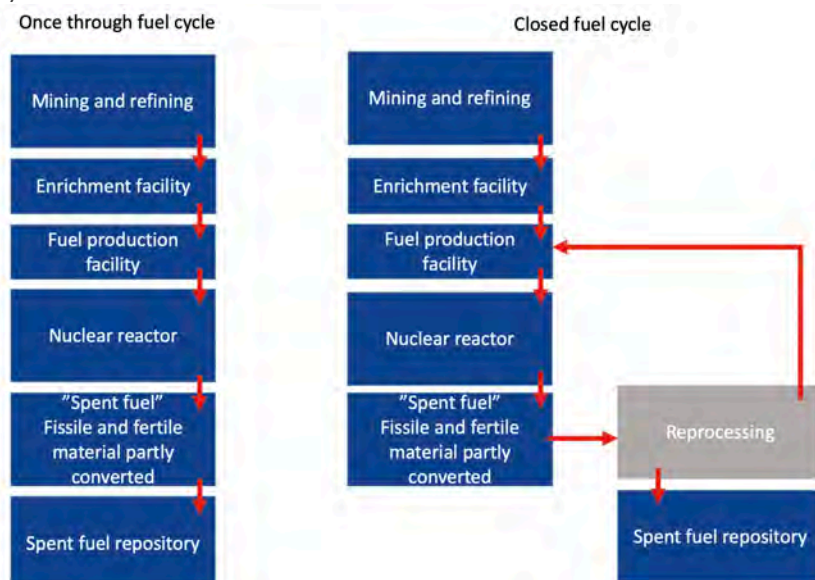 Once through fuel cycle
Mining and refining
Enrichment facility
Fuel production
facility
Nuclear reactor
”Spent fuel”
Fissile and fertile
material partly
converted
Spent fuel repository
Closed fuel cycle
Mining and refining
Enrichment facility
Fuel production
facility
Nuclear reactor
”Spent fuel”
Fissile and fertile
material partly
converted
Reprocessing
Spent fuel repository